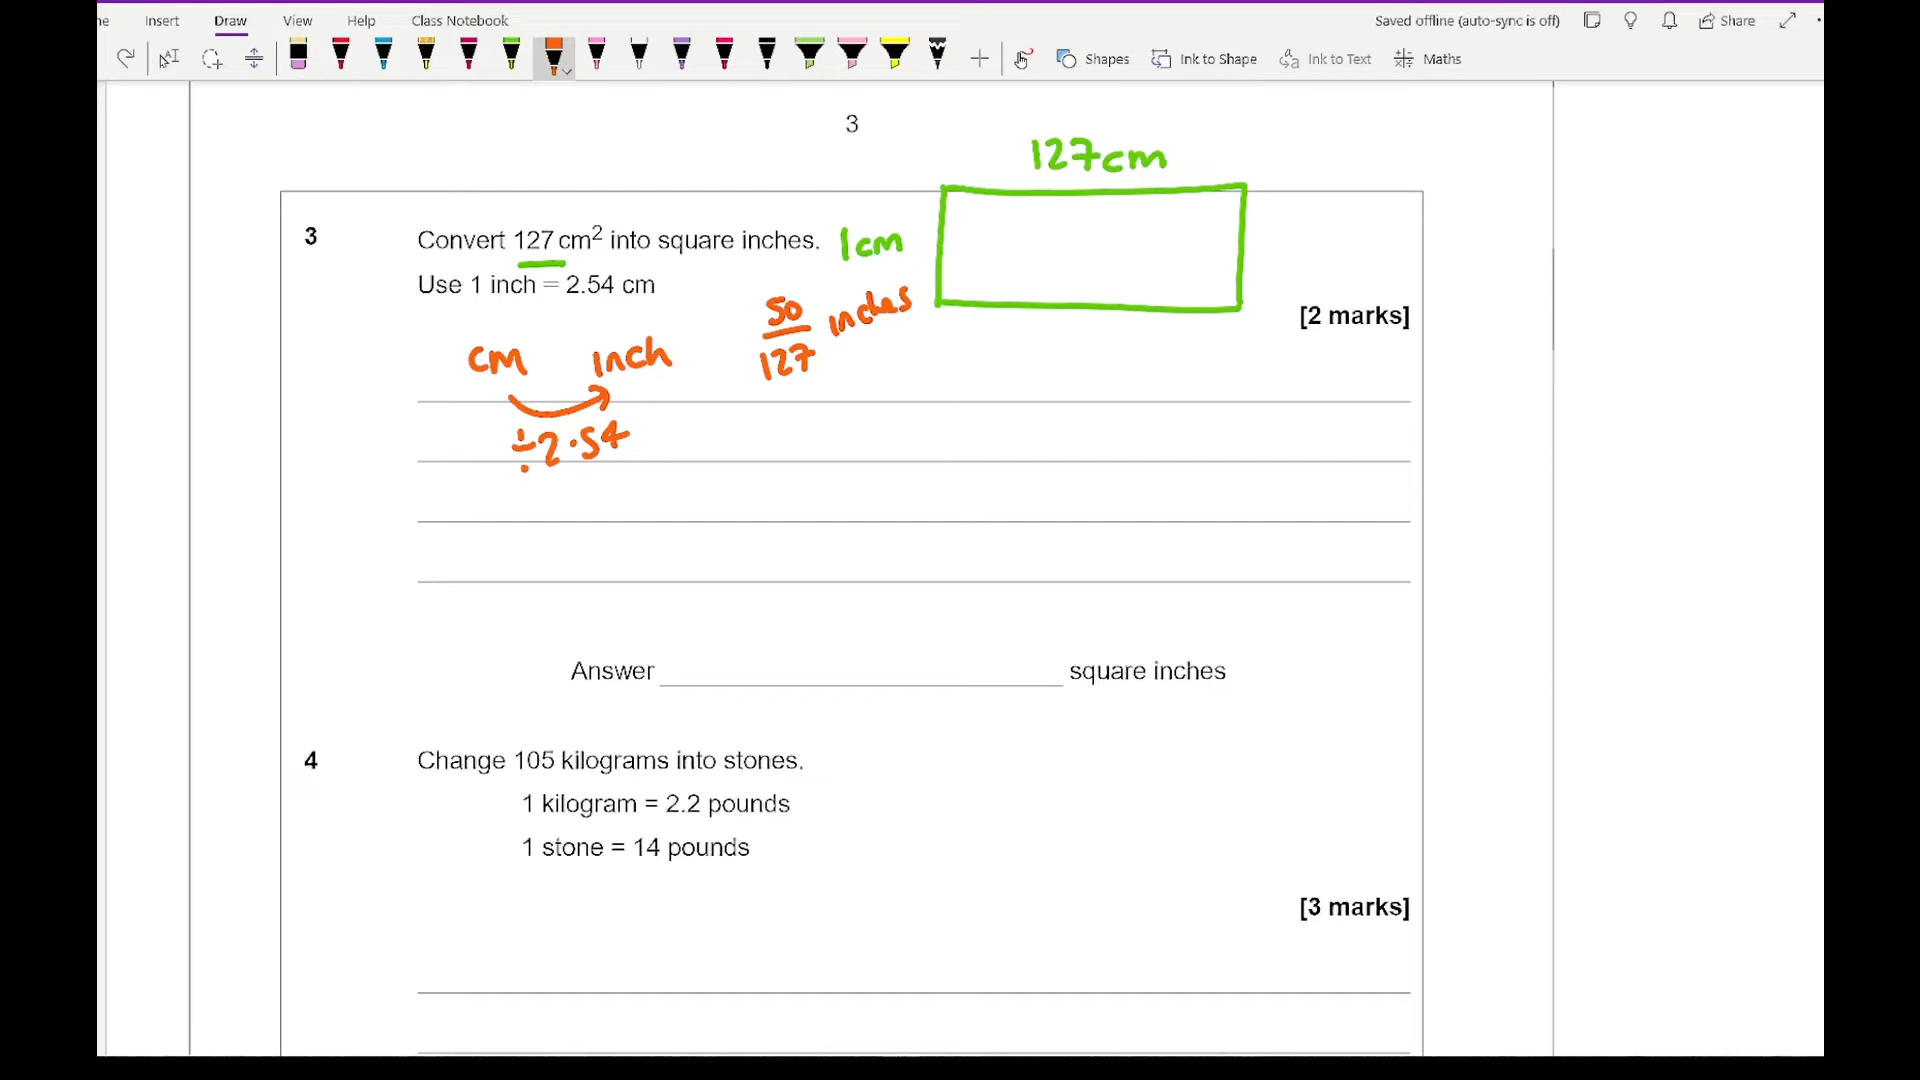 Insert Draw View Help Class Notebook Saved offline (auto-sync is off) Share
Shapes Ink to Shape Ink to Text Maths
3
127cm
3 Convert 127 cm² into square inches. 1cm
Use 1 inch = 2.54 cm
[2 marks]
50/127 inches
cm inch
÷2.54
Answer square inches
4 Change 105 kilograms into stones.
1 kilogram = 2.2 pounds
1 stone = 14 pounds
[3 marks]